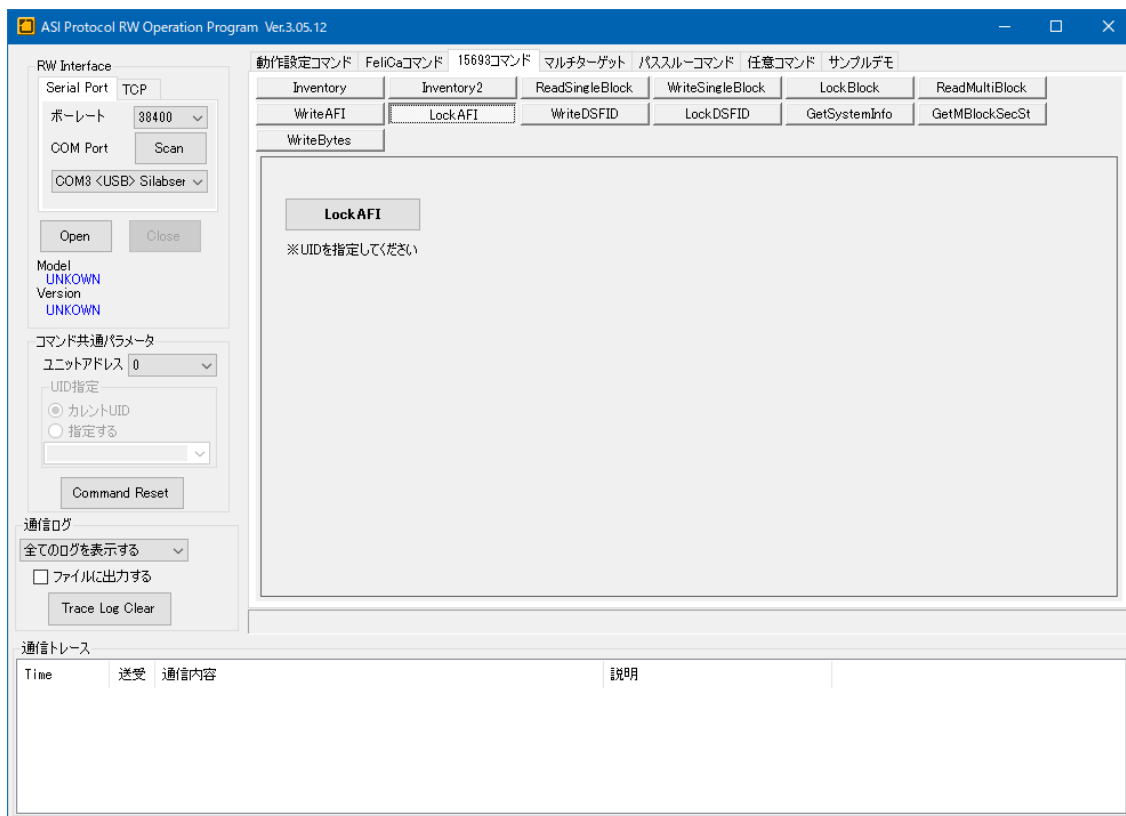 ASI Protocol RW Operation Program Ver.3.05.12
RW Interface
Serial Port TCP
ボーレート 38400
COM Port Scan
COM3 <USB> Silabser
Open Close
Model
UNKOWN
Version
UNKOWN
コマンド共通パラメータ
ユニットアドレス 0
UID指定
カレントUID
指定する
Command Reset
通信ログ
全てのログを表示する
ファイルに出力する
Trace Log Clear
動作設定コマンド FeliCaコマンド 15693コマンド マルチターゲット パススルーコマンド 任意コマンド サンプルデモ
Inventory Inventory2 ReadSingleBlock WriteSingleBlock LockBlock ReadMultiBlock
WriteAFI LockAFI WriteDSFID LockDSFID GetSystemInfo GetMBlockSecSt
WriteBytes
LockAFI
※UIDを指定してください
通信トレース
Time 送受 通信内容 説明